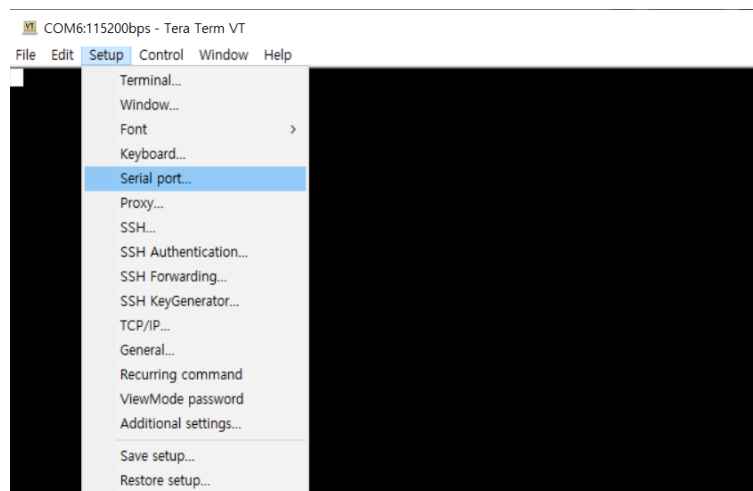 COM6:115200bps - Tera Term VT
File Edit Setup Control Window Help
Terminal...
Window...
Font
Keyboard...
Serial port...
Proxy...
SSH...
SSH Authentication...
SSH Forwarding...
SSH KeyGenerator...
TCP/IP...
General...
Recurring command
ViewMode password
Additional settings...
Save setup...
Restore setup...